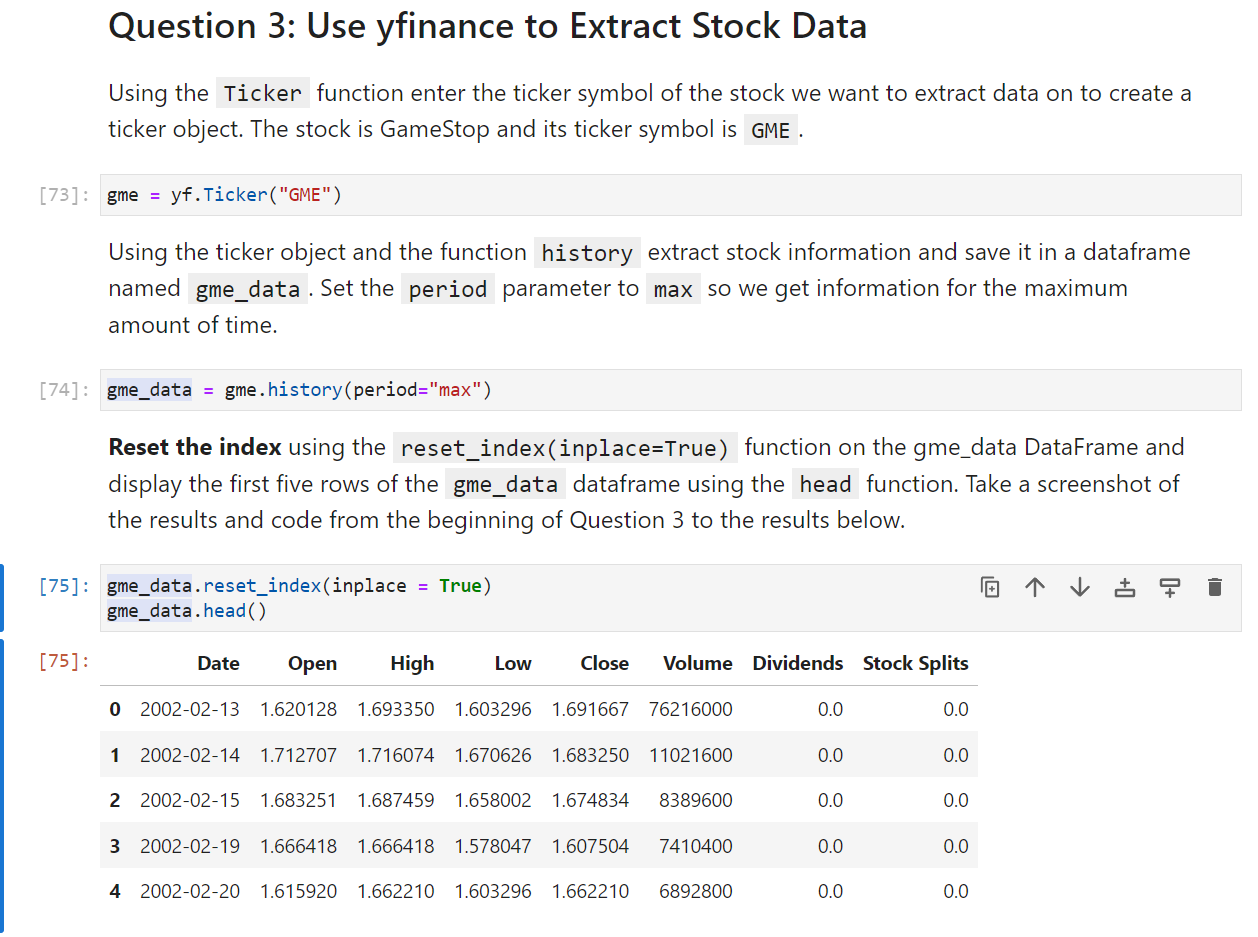 Question 3: Use yfinance to Extract Stock Data
Using the Ticker function enter the ticker symbol of the stock we want to extract data on to create a
ticker object. The stock is GameStop and its ticker symbol is GME.
[73]: gme = yf.Ticker("GME")
Using the ticker object and the function history extract stock information and save it in a dataframe
named gme_data. Set the period parameter to max so we get information for the maximum
amount of time.
[74]: gme_data = gme.history(period="max")
Reset the index using the reset_index(inplace=True) function on the gme_data DataFrame and
display the first five rows of the gme_data dataframe using the head function. Take a screenshot of
the results and code from the beginning of Question 3 to the results below.
[75]: gme_data.reset_index(inplace = True)
gme_data.head()
[75]: Date Open High Low Close Volume Dividends Stock Splits
0 2002-02-13 1.620128 1.693350 1.603296 1.691667 76216000 0.0 0.0
1 2002-02-14 1.712707 1.716074 1.670626 1.683250 11021600 0.0 0.0
2 2002-02-15 1.683251 1.687459 1.658002 1.674834 8389600 0.0 0.0
3 2002-02-19 1.666418 1.666418 1.578047 1.607504 7410400 0.0 0.0
4 2002-02-20 1.615920 1.662210 1.603296 1.662210 6892800 0.0 0.0